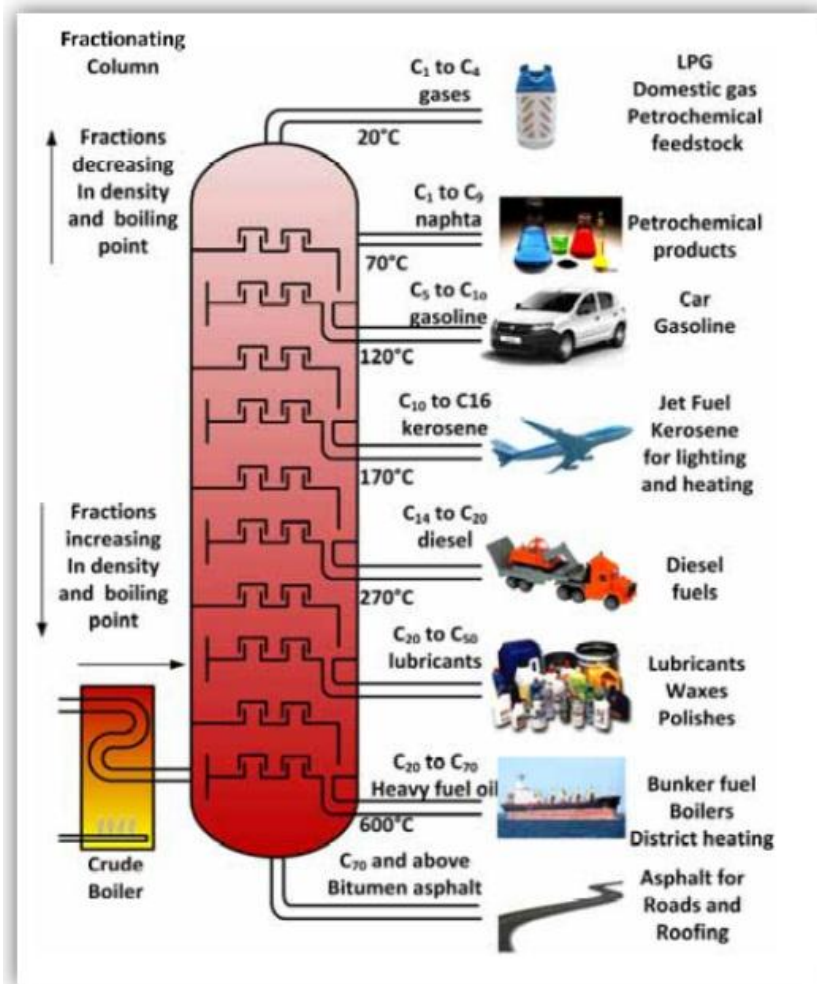 Fractionating
Column
Fractions
decreasing
In density
and boiling
point
Fractions
increasing
In density
and boiling
point
Crude
Boiler
C₁ to C₄
gases
20°C
LPG
Domestic gas
Petrochemical
feedstock
C₁ to C₉
naphta
70°C
Petrochemical
products
C₅ to C₁₀
gasoline
120°C
Car
Gasoline
C₁₀ to C16
kerosene
170°C
Jet Fuel
Kerosene
for lighting
and heating
C₁₄ to C₂₀
diesel
270°C
Diesel
fuels
C₂₀ to C₅₀
lubricants
Lubricants
Waxes
Polishes
C₂₀ to C₇₀
Heavy fuel oil
600°C
Bunker fuel
Boilers
District heating
C₇₀ and above
Bitumen asphalt
Asphalt for
Roads and
Roofing